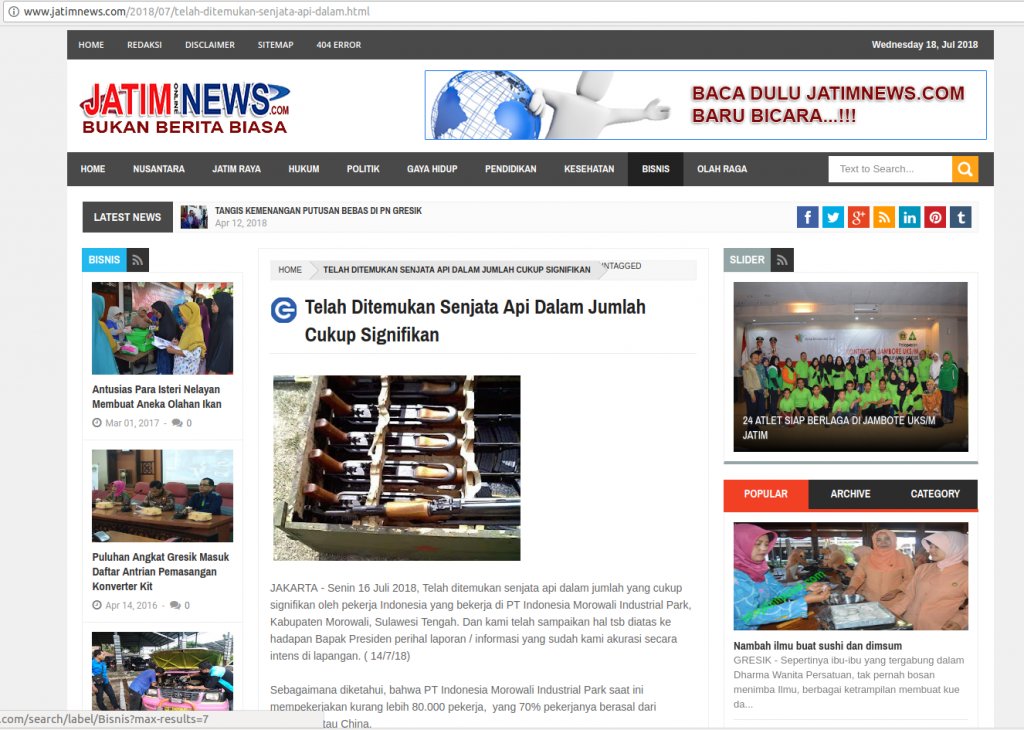 www.jatimnews.com/2018/07/telah-ditemukan-senjata-api-dalam.html
HOME REDAKSI DISCLAIMER SITEMAP 404 ERROR Wednesday 18, Jul 2018
JATIM ONLINE NEWS.COM
BUKAN BERITA BIASA
BACA DULU JATIMNEWS.COM
BARU BICARA...!!!
HOME NUSANTARA JATIM RAYA HUKUM POLITIK GAYA HIDUP PENDIDIKAN KESEHATAN BISNIS OLAH RAGA Text to Search...
LATEST NEWS
TANGIS KEMENANGAN PUTUSAN BEBAS DI PN GRESIK
Apr 12, 2018
BISNIS
Antusias Para Isteri Nelayan
Membuat Aneka Olahan Ikan
Mar 01, 2017 - 0
Puluhan Angkat Gresik Masuk
Daftar Antrian Pemasangan
Konverter Kit
Apr 14, 2016 - 0
HOME TELAH DITEMUKAN SENJATA API DALAM JUMLAH CUKUP SIGNIFIKAN UNTAGGED
Telah Ditemukan Senjata Api Dalam Jumlah
Cukup Signifikan
JAKARTA - Senin 16 Juli 2018, Telah ditemukan senjata api dalam jumlah yang cukup
signifikan oleh pekerja Indonesia yang bekerja di PT Indonesia Morowali Industrial Park,
Kabupaten Morowali, Sulawesi Tengah. Dan kami telah sampaikan hal tsb diatas ke
hadapan Bapak Presiden perihal laporan / informasi yang sudah kami akurasi secara
intens di lapangan. ( 14/7/18)
Sebagaimana diketahui, bahwa PT Indonesia Morowali Industrial Park saat ini
mempekerjakan kurang lebih 80.000 pekerja, yang 70% pekerjanya berasal dari
tau China.
SLIDER
24 ATLET SIAP BERLAGA DI JAMBOTE UKS/M
JATIM
POPULAR ARCHIVE CATEGORY
Nambah ilmu buat sushi dan dimsum
GRESIK - Sepertinya ibu-ibu yang tergabung dalam
Dharma Wanita Persatuan, tak pernah bosan
menimba Ilmu, berbagai ketrampilan membuat kue
da...
.com/search/label/Bisnis?max-results=7